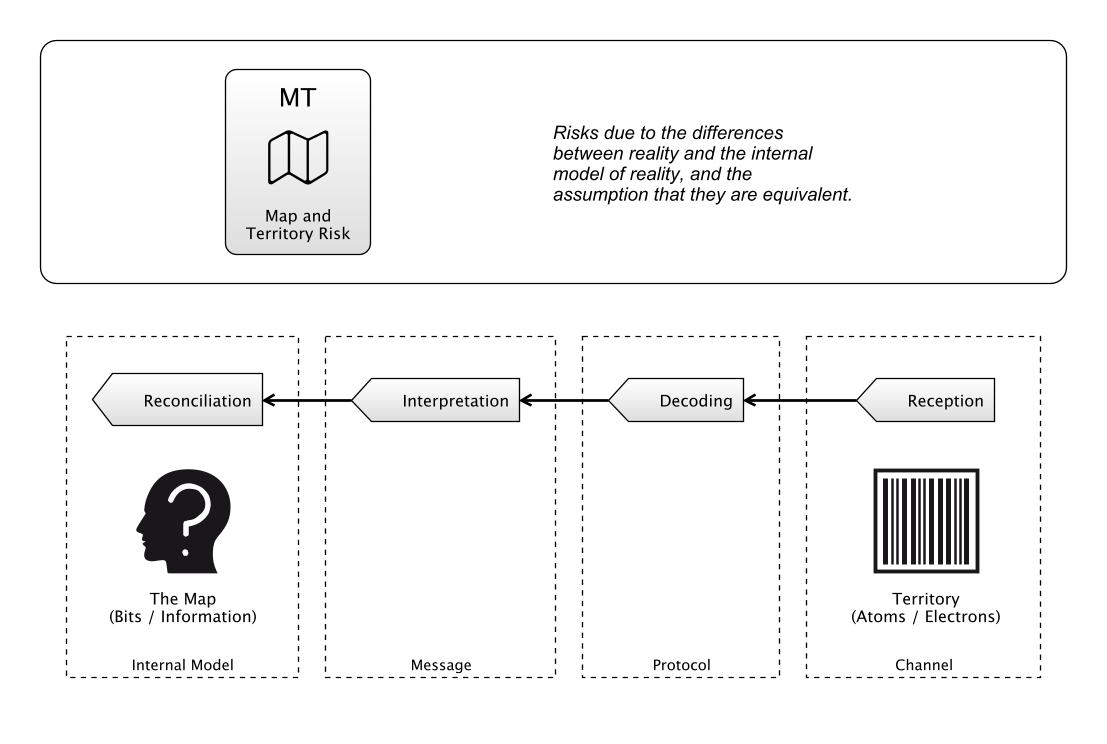 MT
Map and
Territory Risk
Risks due to the differences
between reality and the internal
model of reality, and the
assumption that they are equivalent.
Reconciliation
Interpretation
Decoding
Reception
The Map
(Bits / Information)
Territory
(Atoms / Electrons)
Internal Model
Message
Protocol
Channel